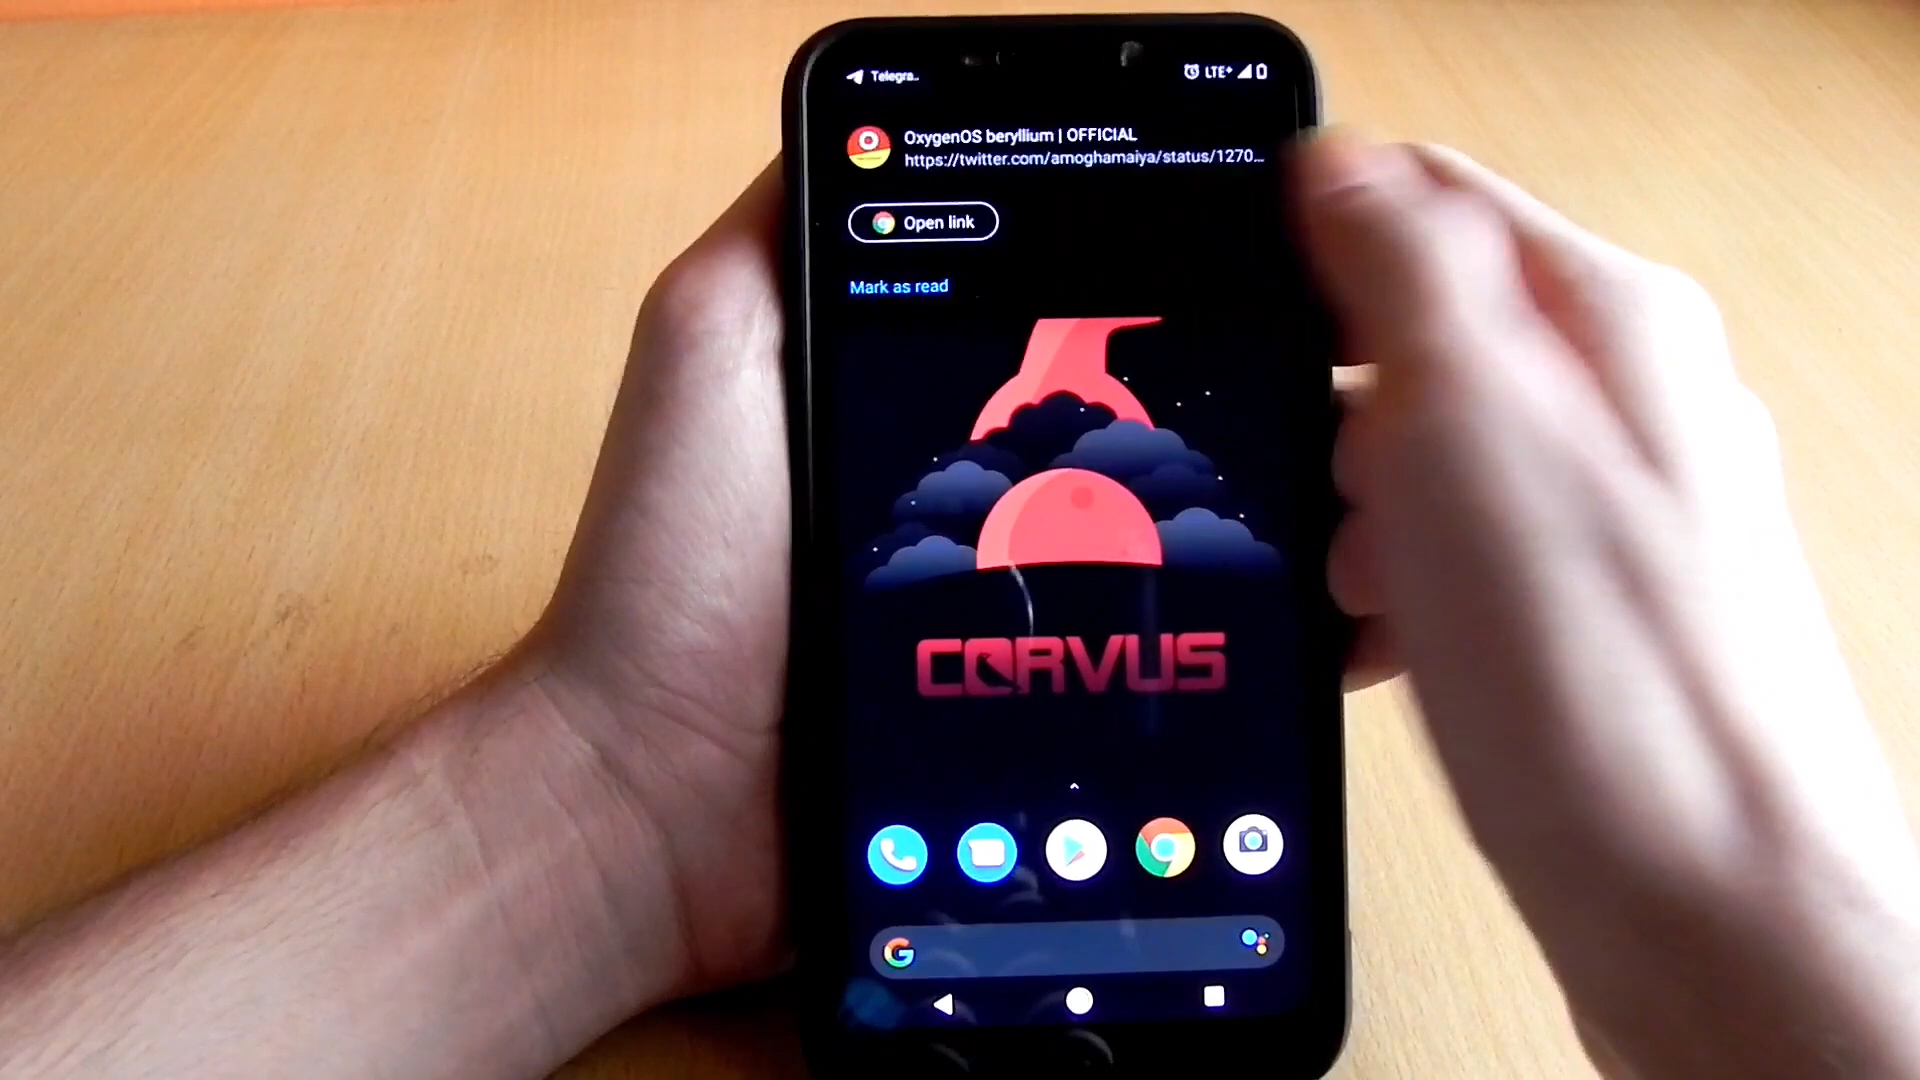 Telegra..
LTE+
OxygenOS beryllium | OFFICIAL
https://twitter.com/amoghamaiya/status/1270...
Open link
Mark as read
CORVUS
G